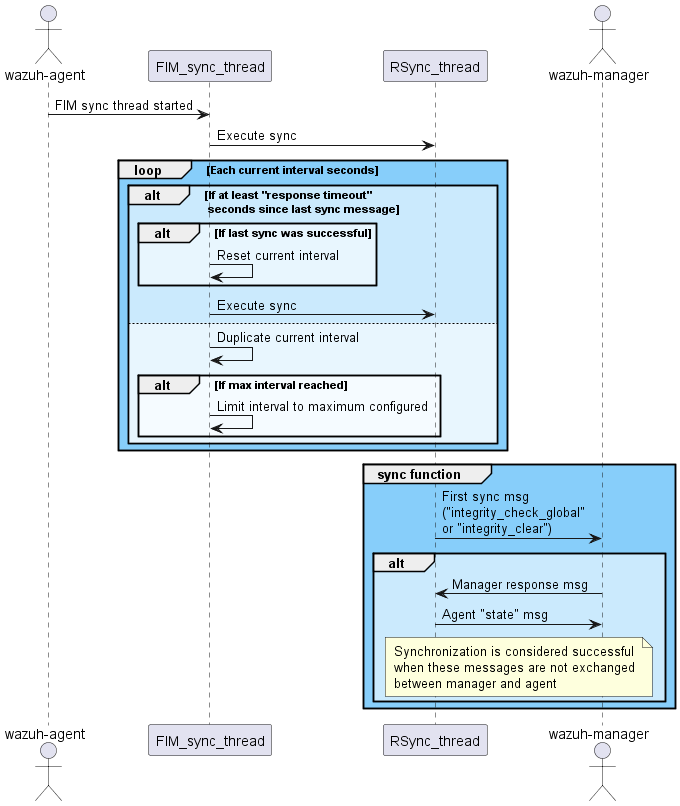 wazuh-agent
FIM_sync_thread
RSync_thread
wazuh-manager
FIM sync thread started
Execute sync
loop
[Each current interval seconds]
alt
[If at least "response timeout"
seconds since last sync message]
alt
[If last sync was successful]
Reset current interval
Execute sync
Duplicate current interval
alt
[If max interval reached]
Limit interval to maximum configured
sync function
First sync msg
("integrity_check_global"
or "integrity_clear")
alt
Manager response msg
Agent "state" msg
Synchronization is considered successful
when these messages are not exchanged
between manager and agent
wazuh-agent
FIM_sync_thread
RSync_thread
wazuh-manager